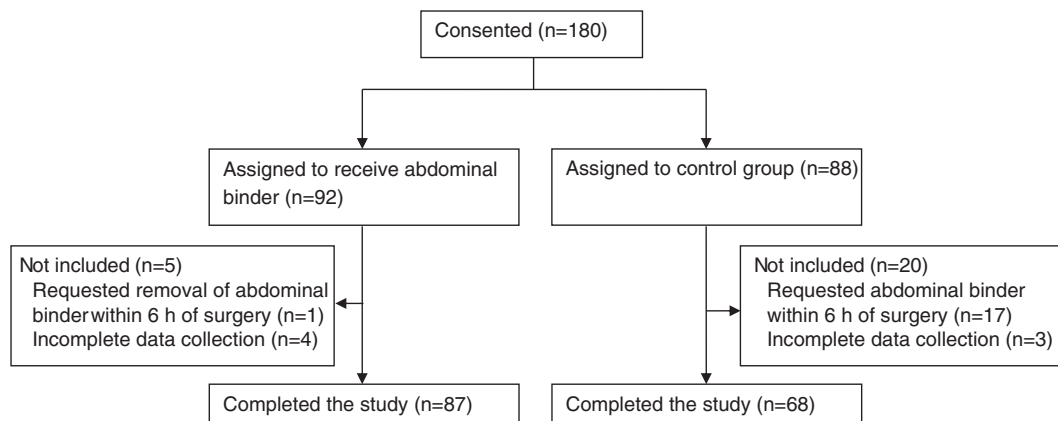 Consented (n=180)
Assigned to receive abdominal
binder (n=92)
Assigned to control group (n=88)
Not included (n=5)
Requested removal of abdominal
binder within 6 h of surgery (n=1)
Incomplete data collection (n=4)
Not included (n=20)
Requested abdominal binder
within 6 h of surgery (n=17)
Incomplete data collection (n=3)
Completed the study (n=87)
Completed the study (n=68)